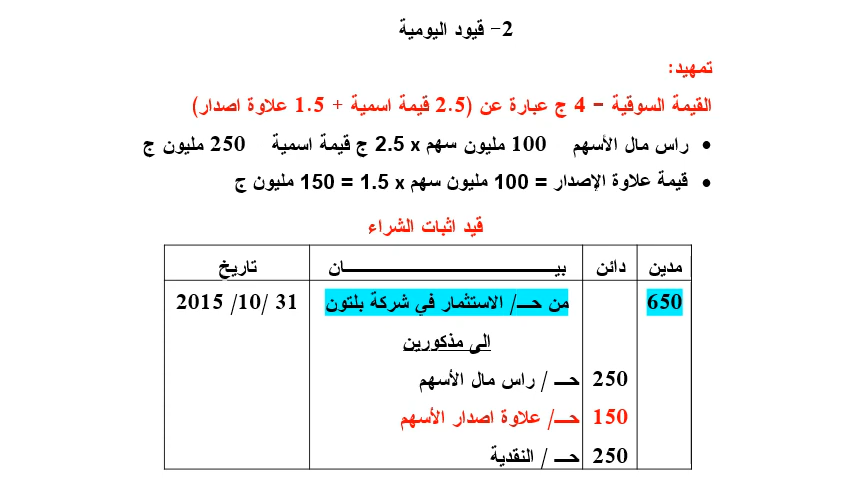 2- قيود اليومية
تمهيد:
القيمة السوقية - 4 ج عبارة عن (2.5 قيمة اسمية + 1.5 علاوة اصدار)
• راس مال الأسهم 100 مليون سهم x 2.5 ج قيمة اسمية 250 مليون ج
• قيمة علاوة الإصدار = 100 مليون سهم x 1.5 = 150 مليون ج
قيد اثبات الشراء
مدين دائن بيـــــــــــــــــان تاريخ
650 من حـــ/ الاستثمار في شركة بلتون 31 /10/ 2015
الى مذكورين
250 حـــ / راس مال الأسهم
150 حـــ/ علاوة اصدار الأسهم
250 حـــ / النقدية